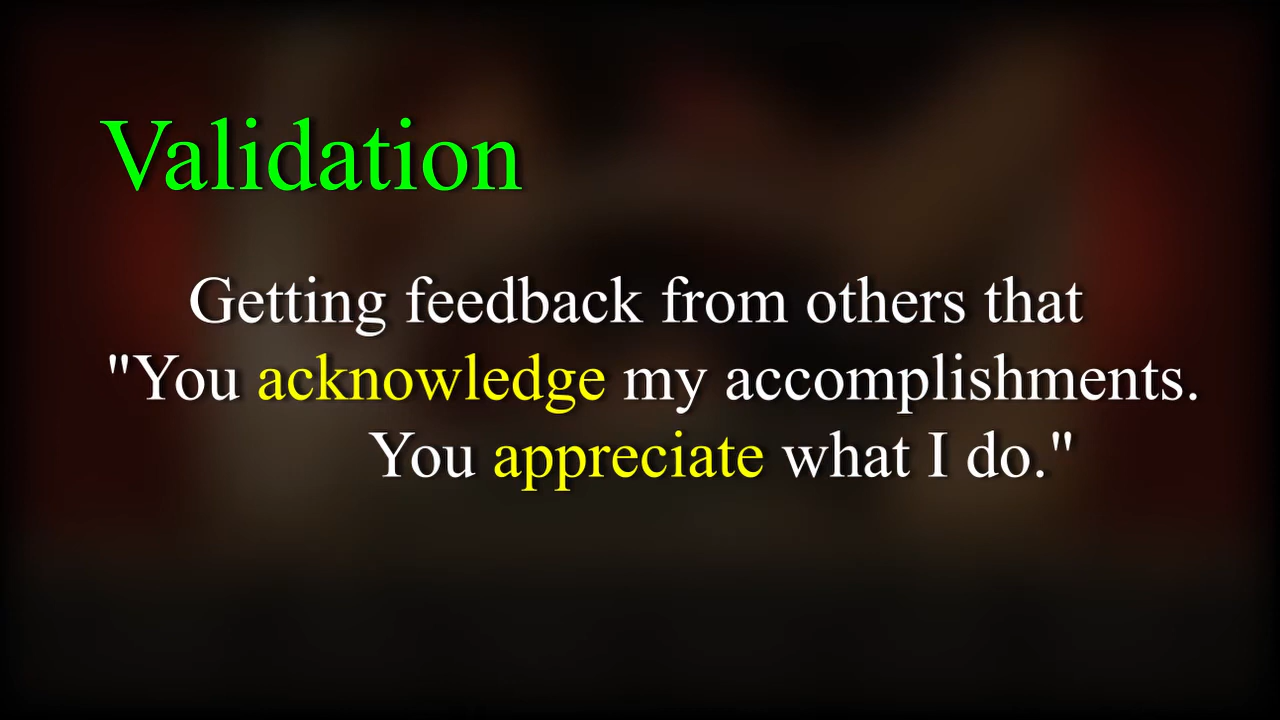 Validation
Getting feedback from others that
"You acknowledge my accomplishments.
You appreciate what I do."